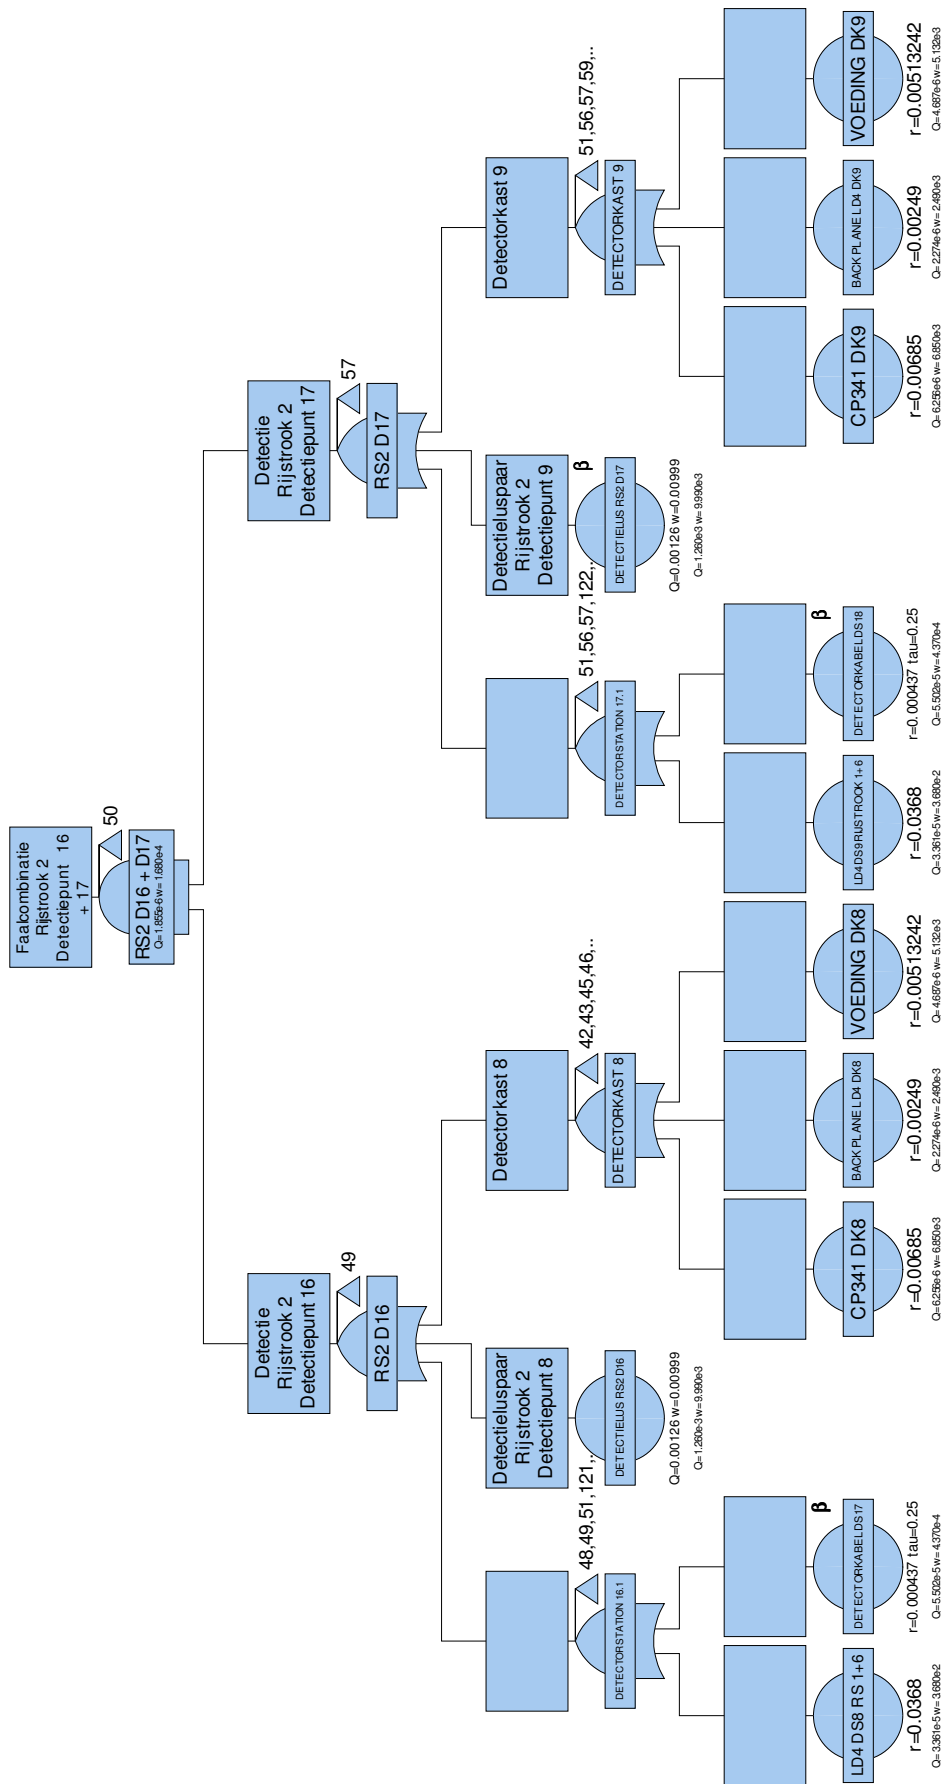 Faalcombinatie
Rijstrook 2
Detectiepunt 16
+ 17
50
RS2 D16 + D17
Q=1.855e-6 w=1.680e-4
Detectie
Rijstrook 2
Detectiepunt 16
49
RS2 D16
Detectie
Rijstrook 2
Detectiepunt 17
57
RS2 D17
48,49,51,121,..
DETECTORSTATION 16.1
Detectieluspaar
Rijstrook 2
Detectiepunt 8
DETECTIELUS RS2 D16
Q=0.00126 w=0.00999
Q=1.260e-3 w=9.990e-3
Detectorkast 8
42,43,45,46,..
DETECTORKAST 8
51,56,57,122,..
DETECTORSTATION 17.1
Detectieluspaar
Rijstrook 2
Detectiepunt 9
β
DETECTIELUS RS2 D17
Q=0.00126 w=0.00999
Q=1.260e-3 w=9.990e-3
Detectorkast 9
51,56,57,59,..
DETECTORKAST 9
LD4 DS8 RS 1+6
r=0.0368
Q=3.361e-5 w=3.680e-2
β
DETECTORKABEL DS17
r=0.000437 tau=0.25
Q=5.502e-5 w=4.370e-4
CP341 DK8
r=0.00685
Q=6.256e-6 w=6.850e-3
BACK PLANE LD4 DK8
r=0.00249
Q=2.274e-6 w=2.490e-3
VOEDING DK8
r=0.00513242
Q=4.687e-6 w=5.132e-3
LD4 DS9 RIJSTROOK 1+6
r=0.0368
Q=3.361e-5 w=3.680e-2
β
DETECTORKABEL DS18
r=0.000437 tau=0.25
Q=5.502e-5 w=4.370e-4
CP341 DK9
r=0.00685
Q=6.256e-6 w=6.850e-3
BACK PLANE LD4 DK9
r=0.00249
Q=2.274e-6 w=2.490e-3
VOEDING DK9
r=0.00513242
Q=4.687e-6 w=5.132e-3